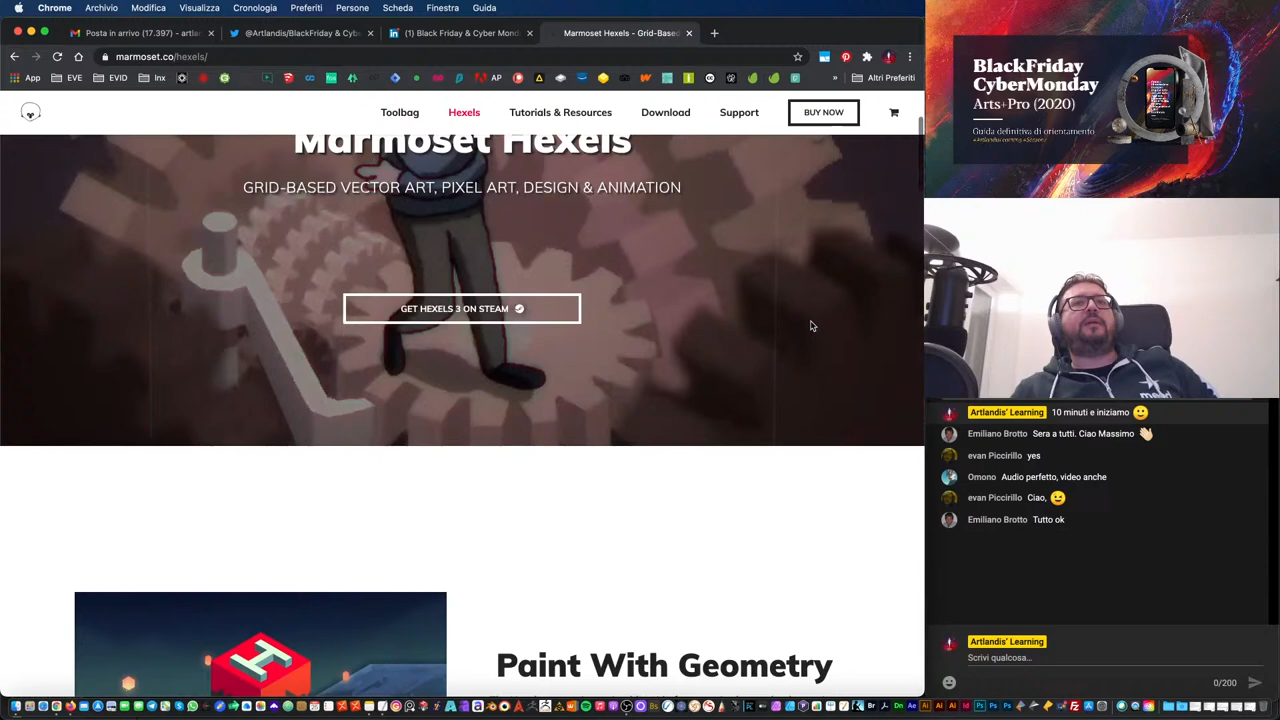 Chrome Archivio Modifica Visualizza Cronologia Preferiti Persone Scheda Finestra Guida
Posta in arrivo (17.397) - artlan
@Artlandis/BlackFriday & Cybe
(1) Black Friday & Cyber Mond
Marmoset Hexels - Grid-Based
marmoset.co/hexels/
App EVE EVID Inx AP Altri Preferiti
Toolbag Hexels Tutorials & Resources Download Support BUY NOW
Marmoset Hexels
GRID-BASED VECTOR ART, PIXEL ART, DESIGN & ANIMATION
GET HEXELS 3 ON STEAM
Paint With Geometry
BlackFriday
CyberMonday
Arts+Pro (2020)
Guida definitiva di orientamento
Artlandis' Learning 10 minuti e iniziamo
Emiliano Brotto Sera a tutti. Ciao Massimo
evan Piccirillo yes
Omono Audio perfetto, video anche
evan Piccirillo Ciao,
Emiliano Brotto Tutto ok
Artlandis' Learning
Scrivi qualcosa...
0/200